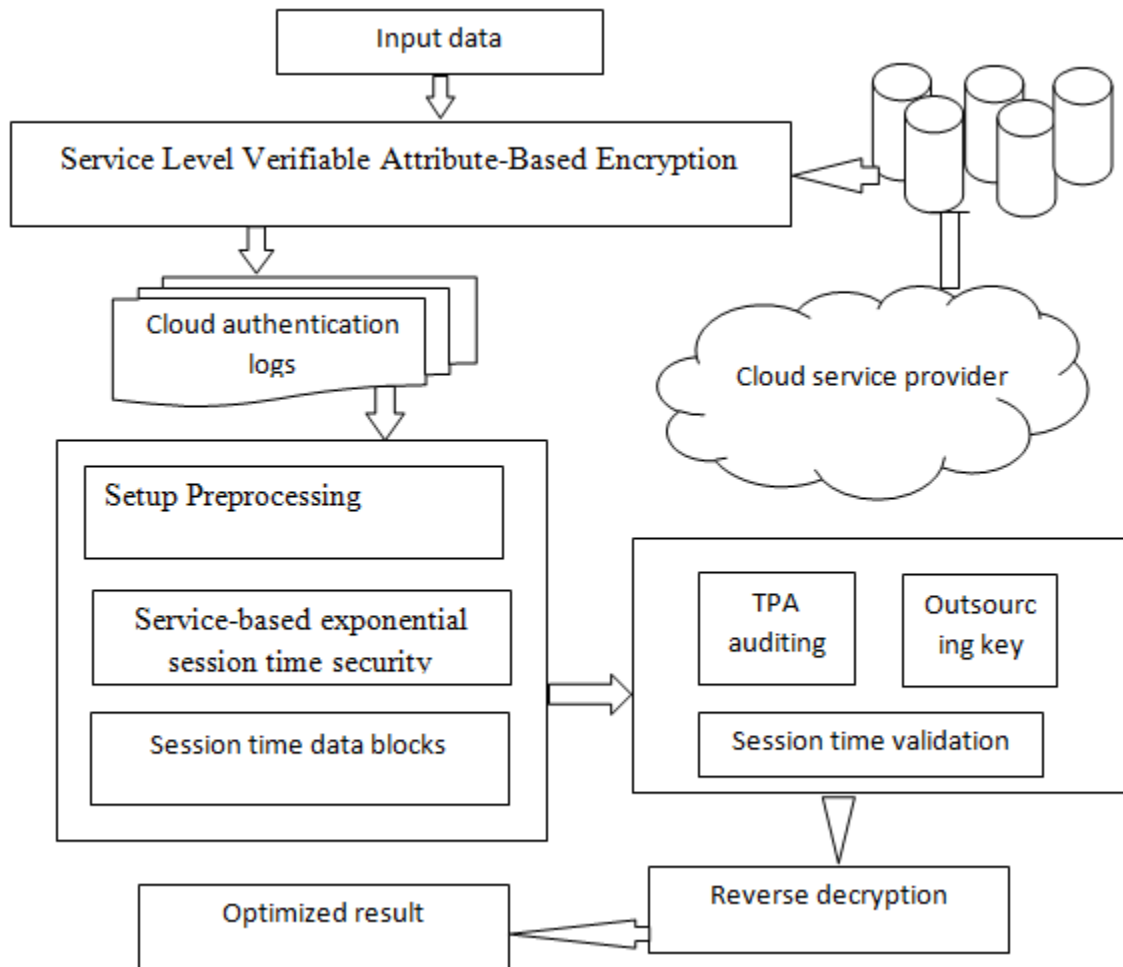 Input data
Service Level Verifiable Attribute-Based Encryption
Cloud authentication
logs
Cloud service provider
Setup Preprocessing
Service-based exponential
session time security
Session time data blocks
TPA
auditing
Outsourc
ing key
Session time validation
Reverse decryption
Optimized result